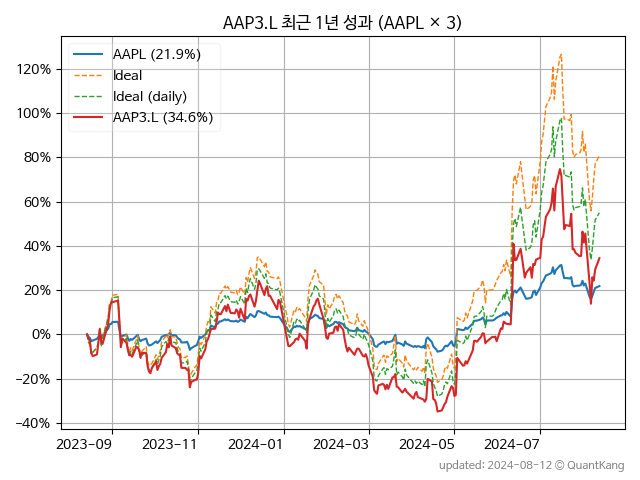 AAP3.L 최근 1년 성과 (AAPL × 3)
AAPL (21.9%)
Ideal
Ideal (daily)
AAP3.L (34.6%)
120%
100%
80%
60%
40%
20%
0%
−20%
−40%
2023-09 2023-11 2024-01 2024-03 2024-05 2024-07
updated: 2024-08-12 © QuantKang